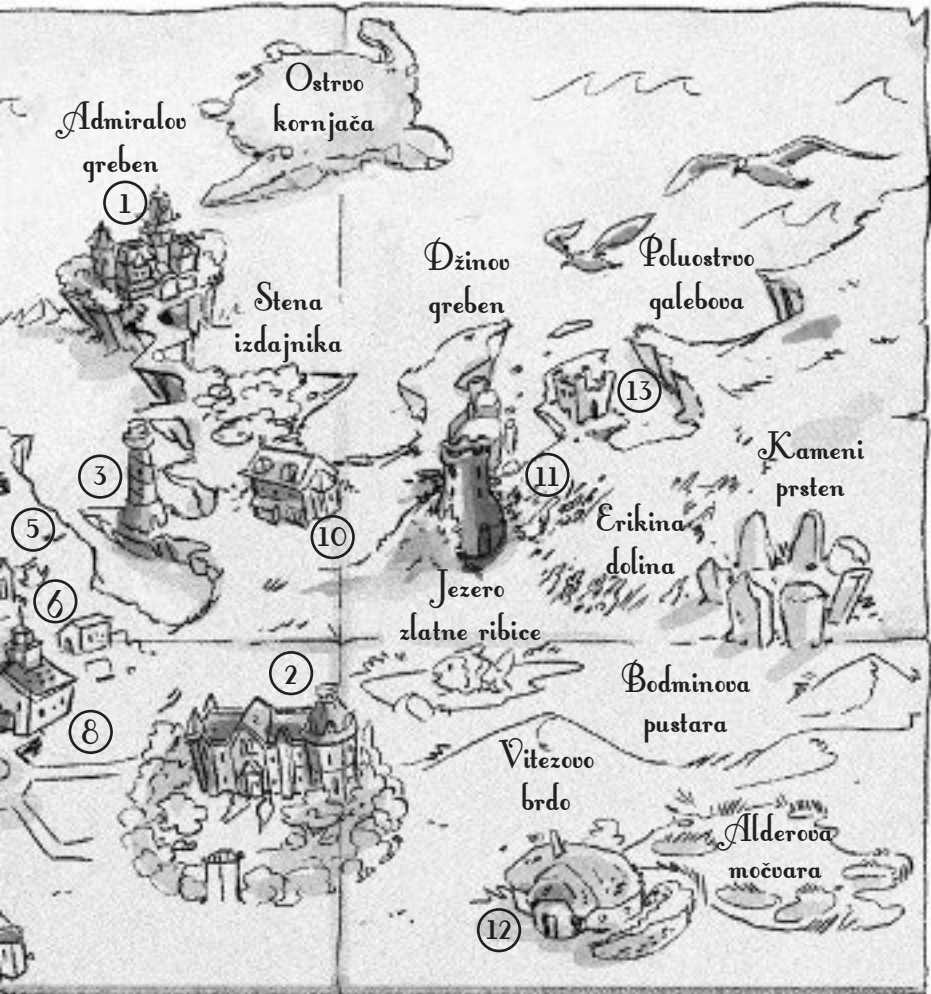 Ostrvo
kornjača
Admiralov
greben
1
Džinov
greben
Poluostrvo
galebova
Stena
izdajnika
13
Kameni
prsten
3
11
5
10
Erikina
dolina
6
Jezero
zlatne ribice
2
Bodminova
pustara
8
Vitezovo
brdo
Alderova
močvara
12